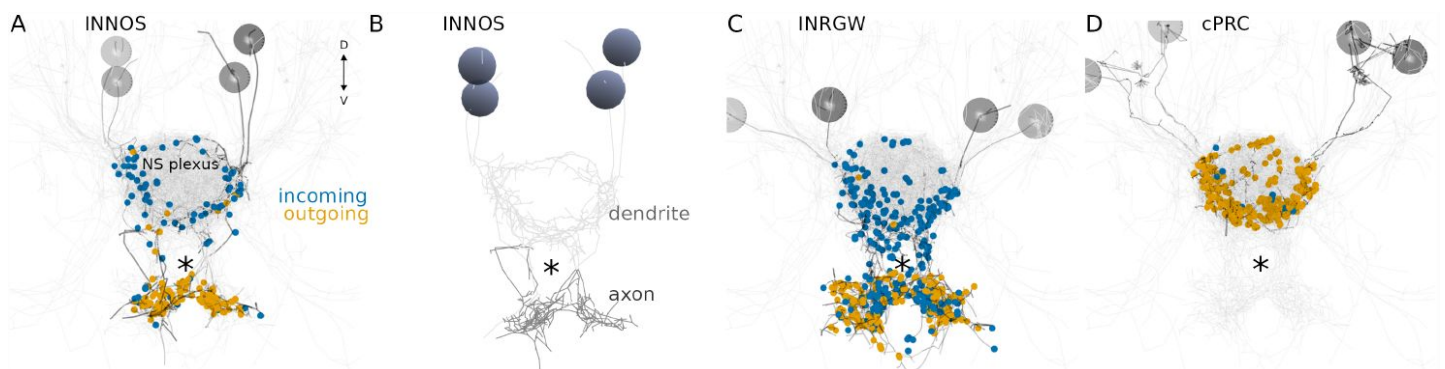 A INNOS
D
V
NS plexus
incoming
outgoing
*
B INNOS
dendrite
*
axon
C INRGW
*
D cPRC
*